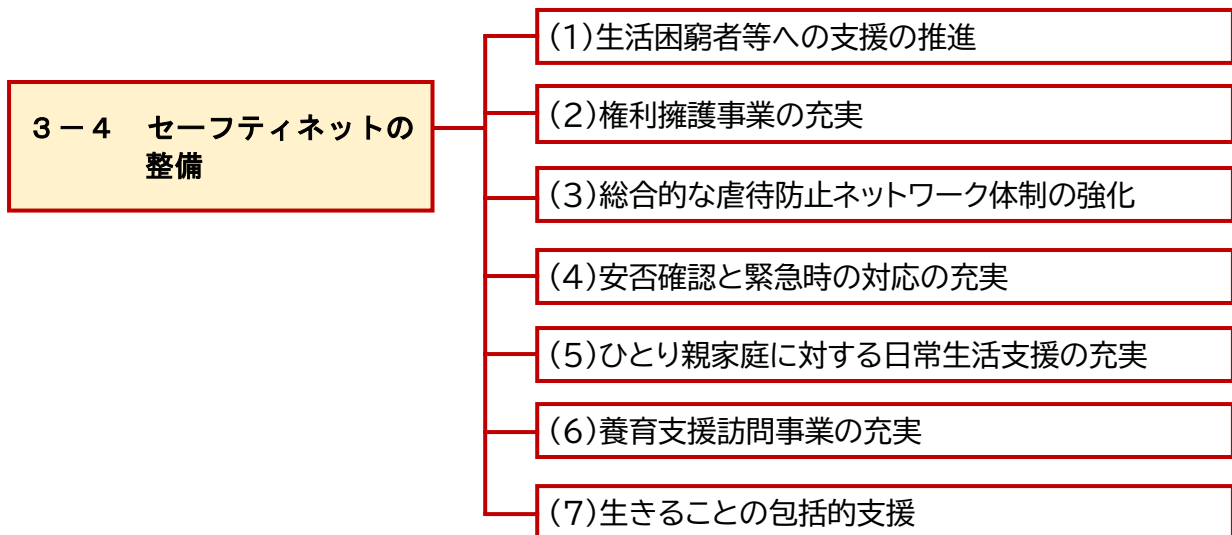 ３－４　セーフティネットの
整備
(1)生活困窮者等への支援の推進
(2)権利擁護事業の充実
(3)総合的な虐待防止ネットワーク体制の強化
(4)安否確認と緊急時の対応の充実
(5)ひとり親家庭に対する日常生活支援の充実
(6)養育支援訪問事業の充実
(7)生きることの包括的支援